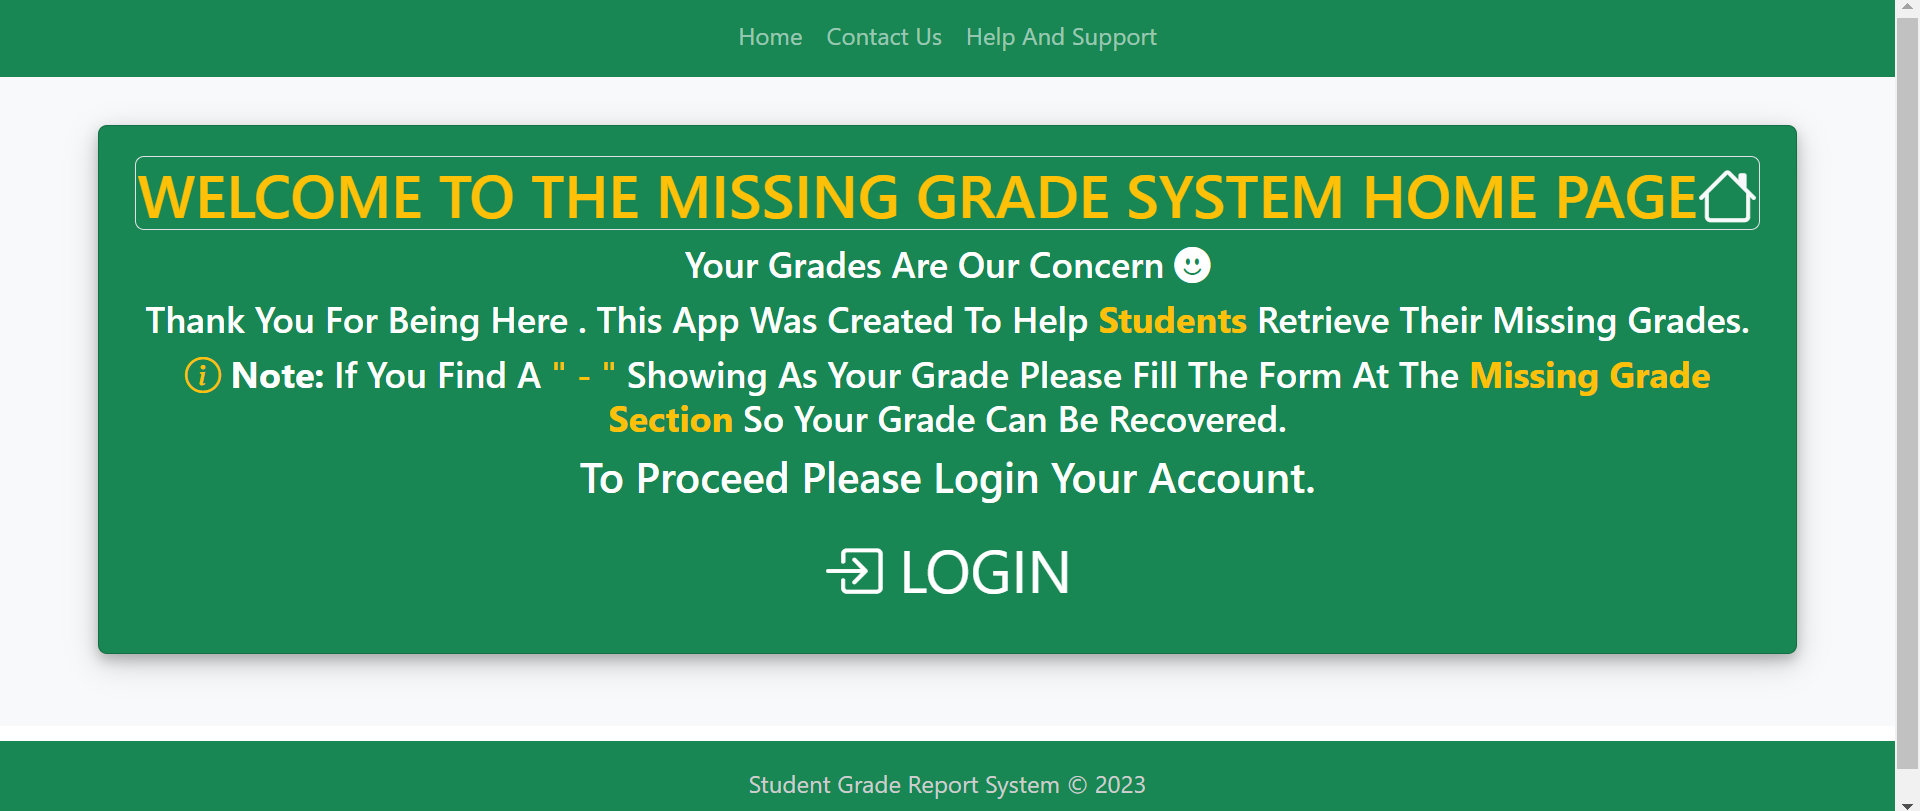 Home Contact Us Help And Support
WELCOME TO THE MISSING GRADE SYSTEM HOME PAGE
Your Grades Are Our Concern
Thank You For Being Here . This App Was Created To Help Students Retrieve Their Missing Grades.
Note: If You Find A " - " Showing As Your Grade Please Fill The Form At The Missing Grade
Section So Your Grade Can Be Recovered.
To Proceed Please Login Your Account.
LOGIN
Student Grade Report System © 2023